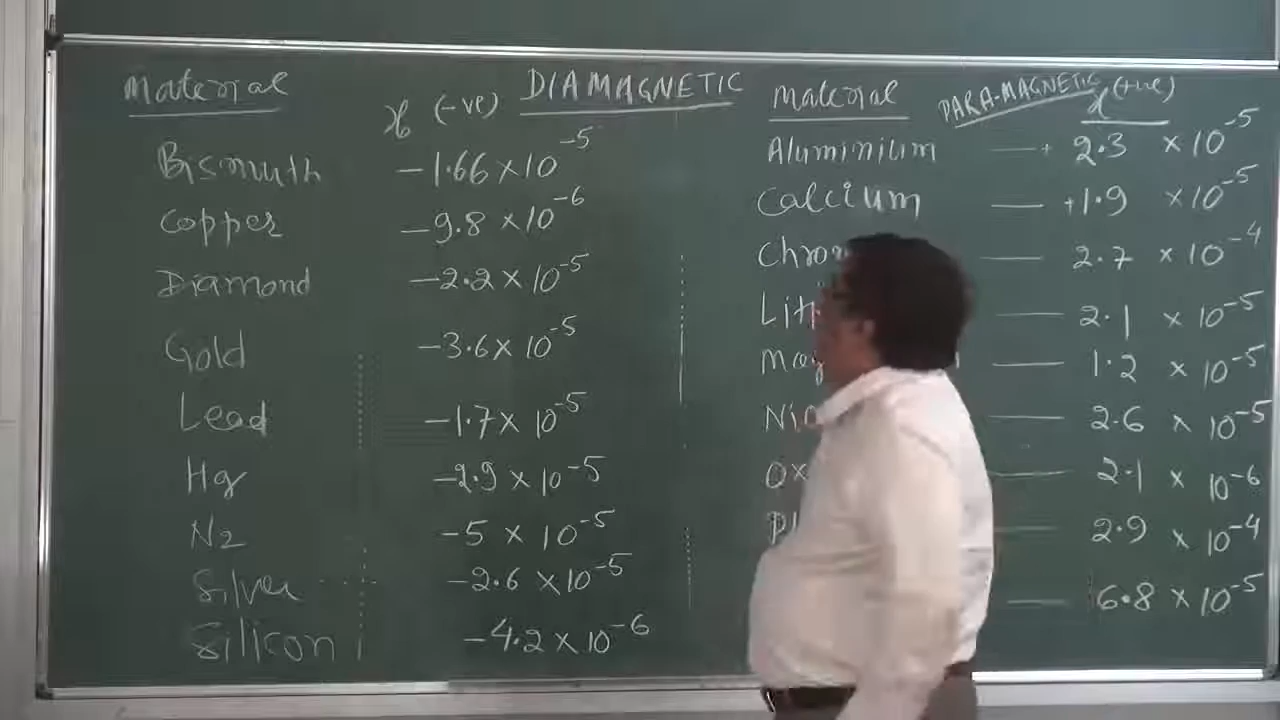 Material χ (-ve) DIAMAGNETIC
Bismuth -1.66×10⁻⁵
Copper -9.8×10⁻⁶
Diamond -2.2×10⁻⁵
Gold -3.6×10⁻⁵
Lead -1.7×10⁻⁵
Hg -2.9×10⁻⁵
N₂ -5×10⁻⁵
Silver -2.6×10⁻⁵
Silicon -4.2×10⁻⁶
Material PARA-MAGNETIC χ(+ve)
Aluminium — + 2.3 ×10⁻⁵
Calcium — +1.9 ×10⁻⁵
— 2.7 ×10⁻⁴
— 2.1 ×10⁻⁵
— 1.2 ×10⁻⁵
— 2.6 ×10⁻⁵
— 2.1 ×10⁻⁶
— 2.9 ×10⁻⁴
— 6.8×10⁻⁵